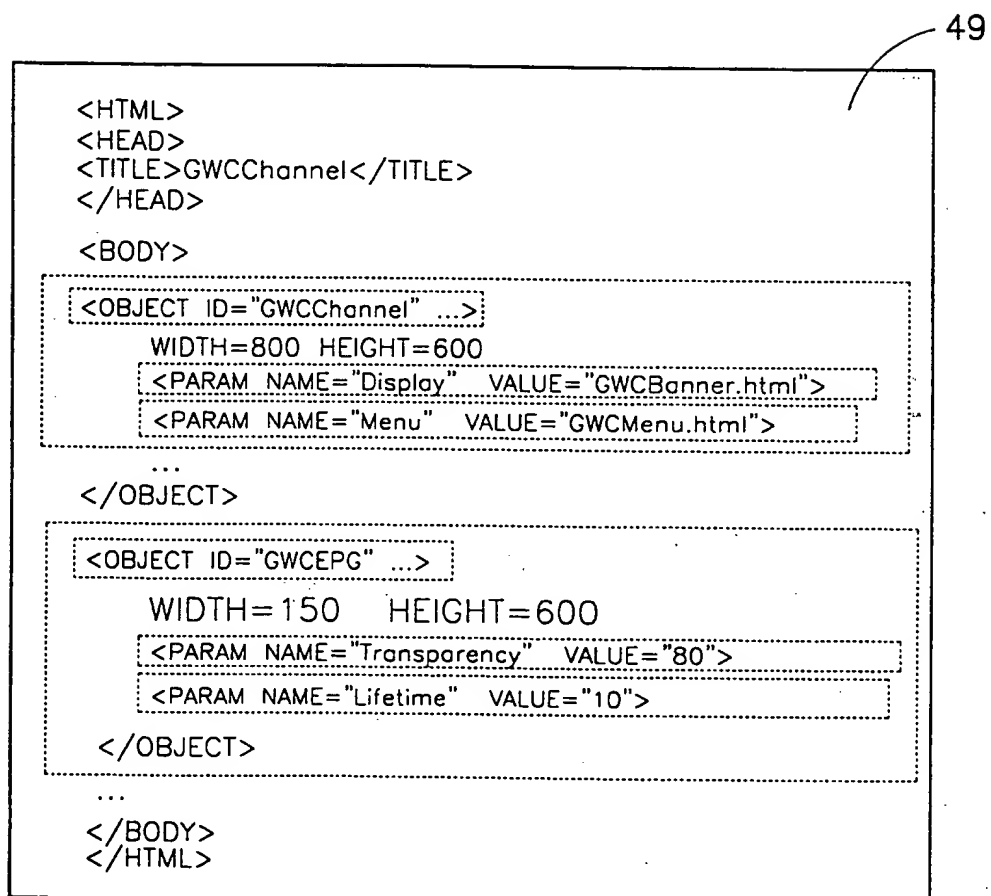 49
<HTML>
<HEAD>
<TITLE>GWCChannel</TITLE>
</HEAD>
<BODY>
<OBJECT ID="GWCChannel" ...>
WIDTH=800 HEIGHT=600
<PARAM NAME="Display" VALUE="GWCBanner.html">
<PARAM NAME="Menu" VALUE="GWCMenu.html">
...
</OBJECT>
<OBJECT ID="GWCEPG" ...>
WIDTH=150 HEIGHT=600
<PARAM NAME="Transparency" VALUE="80">
<PARAM NAME="Lifetime" VALUE="10">
</OBJECT>
...
</BODY>
</HTML>